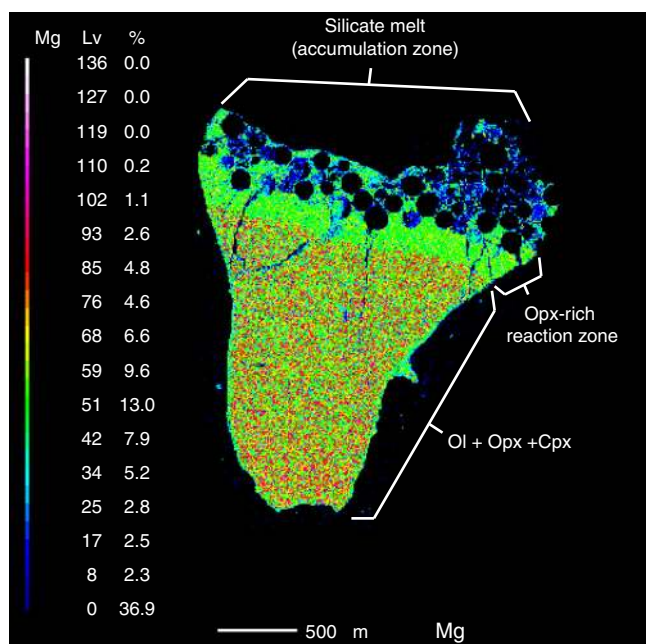 Silicate melt
(accumulation zone)
Mg Lv %
136 0.0
127 0.0
119 0.0
110 0.2
102 1.1
93 2.6
85 4.8
76 4.6
68 6.6
59 9.6
51 13.0
42 7.9
34 5.2
25 2.8
17 2.5
8 2.3
0 36.9
Opx-rich
reaction zone
Ol + Opx +Cpx
500 m
Mg